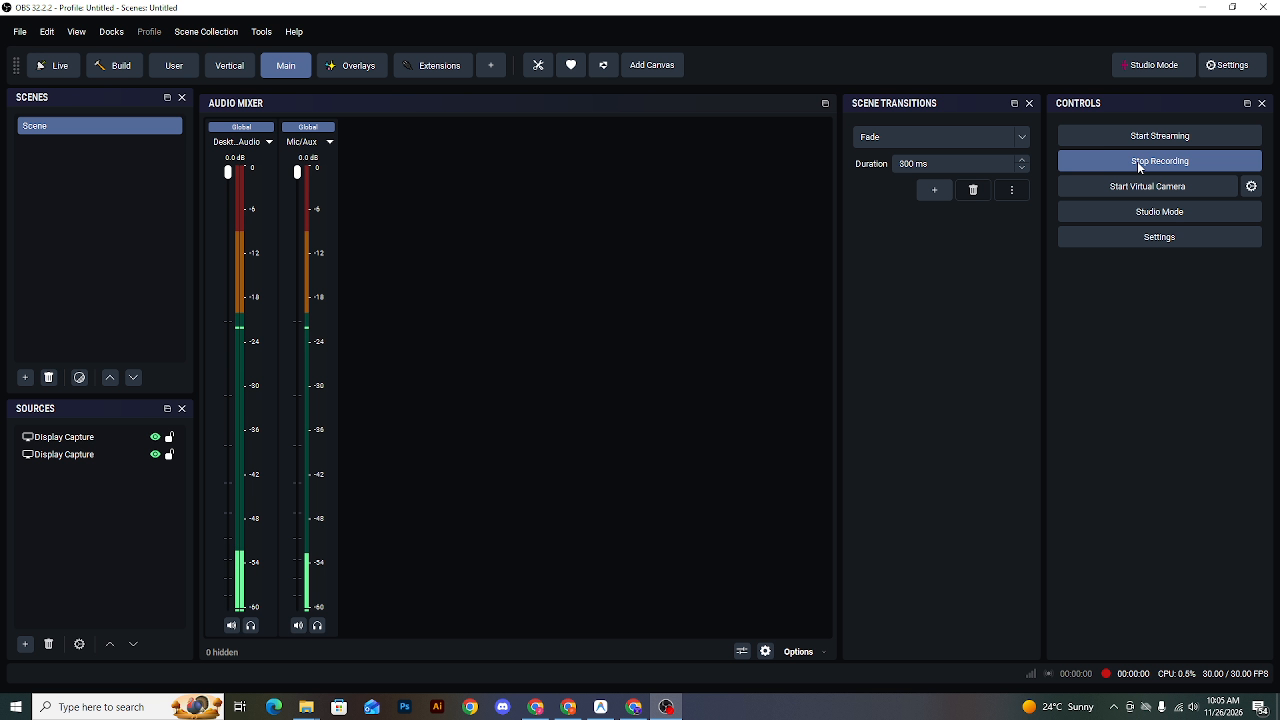 OBS 32.2.2 - Profile: Untitled - Scenes: Untitled
File Edit View Docks Profile Scene Collection Tools Help
Live Build User Vertical Main Overlays Extensions + Add Canvas Studio Mode Settings
SCENES
Scene
SOURCES
Display Capture
Display Capture
AUDIO MIXER
Global Global
Deskt...Audio Mic/Aux
0.0 dB 0.0 dB
0 0
-6 -6
-12 -12
-18 -18
-24 -24
-30 -30
-36 -36
-42 -42
-48 -48
-54 -54
-60 -60
0 hidden Options
SCENE TRANSITIONS
Fade
Duration 300 ms
CONTROLS
Start Streaming
Stop Recording
Start Virtual Camera
Studio Mode
Settings
00:00:00 00:00:00 CPU: 0.5% 30.00 / 30.00 FPS
Type here to search
Ps Ai
24°C Sunny
10:05 AM
11/26/2026